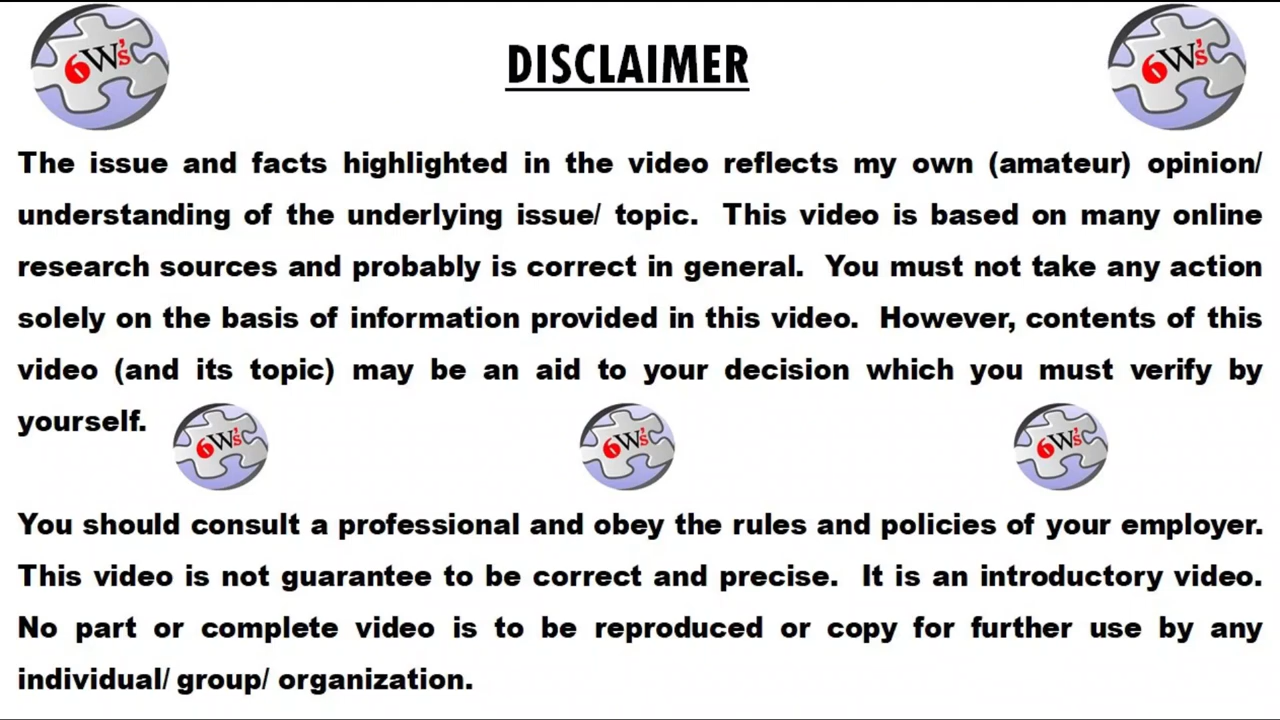 6W's
6W's
DISCLAIMER
The issue and facts highlighted in the video reflects my own (amateur) opinion/
understanding of the underlying issue/ topic. This video is based on many online
research sources and probably is correct in general. You must not take any action
solely on the basis of information provided in this video. However, contents of this
video (and its topic) may be an aid to your decision which you must verify by
yourself.
6W's
6W's
6W's
You should consult a professional and obey the rules and policies of your employer.
This video is not guarantee to be correct and precise. It is an introductory video.
No part or complete video is to be reproduced or copy for further use by any
individual/ group/ organization.